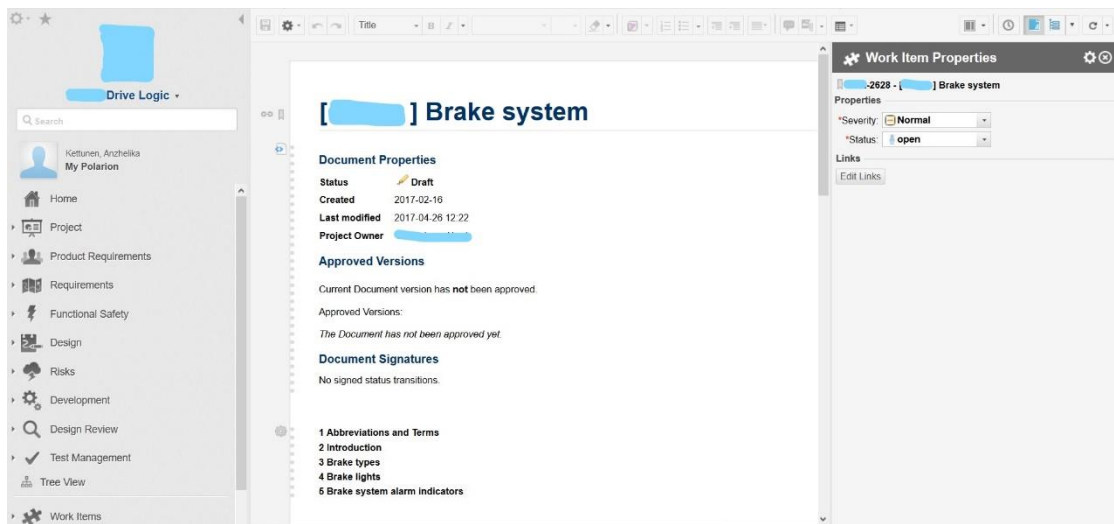 Drive Logic
Search
Kettunen, Anzhelika
My Polarion
Home
Project
Product Requirements
Requirements
Functional Safety
Design
Risks
Development
Design Review
Test Management
Tree View
Work Items
Title
B I
[ ] Brake system
Document Properties
Status Draft
Created 2017-02-16
Last modified 2017-04-26 12:22
Project Owner
Approved Versions
Current Document version has not been approved.
Approved Versions:
The Document has not been approved yet.
Document Signatures
No signed status transitions.
1 Abbreviations and Terms
2 Introduction
3 Brake types
4 Brake lights
5 Brake system alarm indicators
Work Item Properties
-2628 - [ ] Brake system
Properties
*Severity: Normal
*Status: open
Links
Edit Links